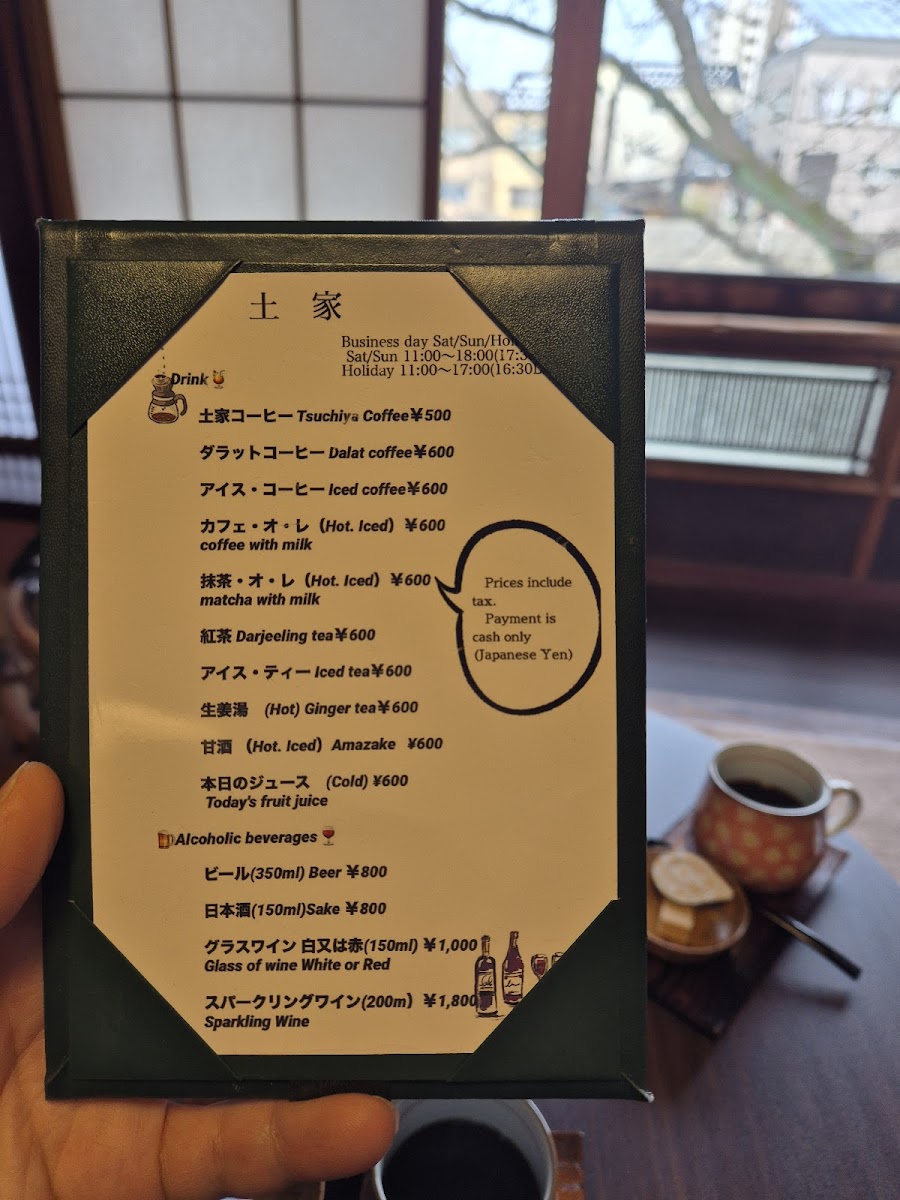 土 家
Business day Sat/Sun/Hol
Sat/Sun 11:00〜18:00(17:3
Holiday 11:00〜17:00(16:30L
Drink
土家コーヒー Tsuchiya Coffee¥500
ダラットコーヒー Dalat coffee¥600
アイス・コーヒー Iced coffee¥600
カフェ・オ・レ（Hot. Iced）¥600
coffee with milk
抹茶・オ・レ（Hot. Iced）¥600
matcha with milk
紅茶 Darjeeling tea¥600
アイス・ティー Iced tea¥600
生姜湯　(Hot) Ginger tea¥600
甘酒 （Hot. Iced）Amazake ¥600
本日のジュース　(Cold) ¥600
Today's fruit juice
Prices include
tax.
Payment is
cash only
(Japanese Yen)
Alcoholic beverages
ビール(350ml) Beer ¥800
日本酒(150ml)Sake ¥800
グラスワイン 白又は赤(150ml) ¥1,000
Glass of wine White or Red
スパークリングワイン(200m）¥1,800
Sparkling Wine